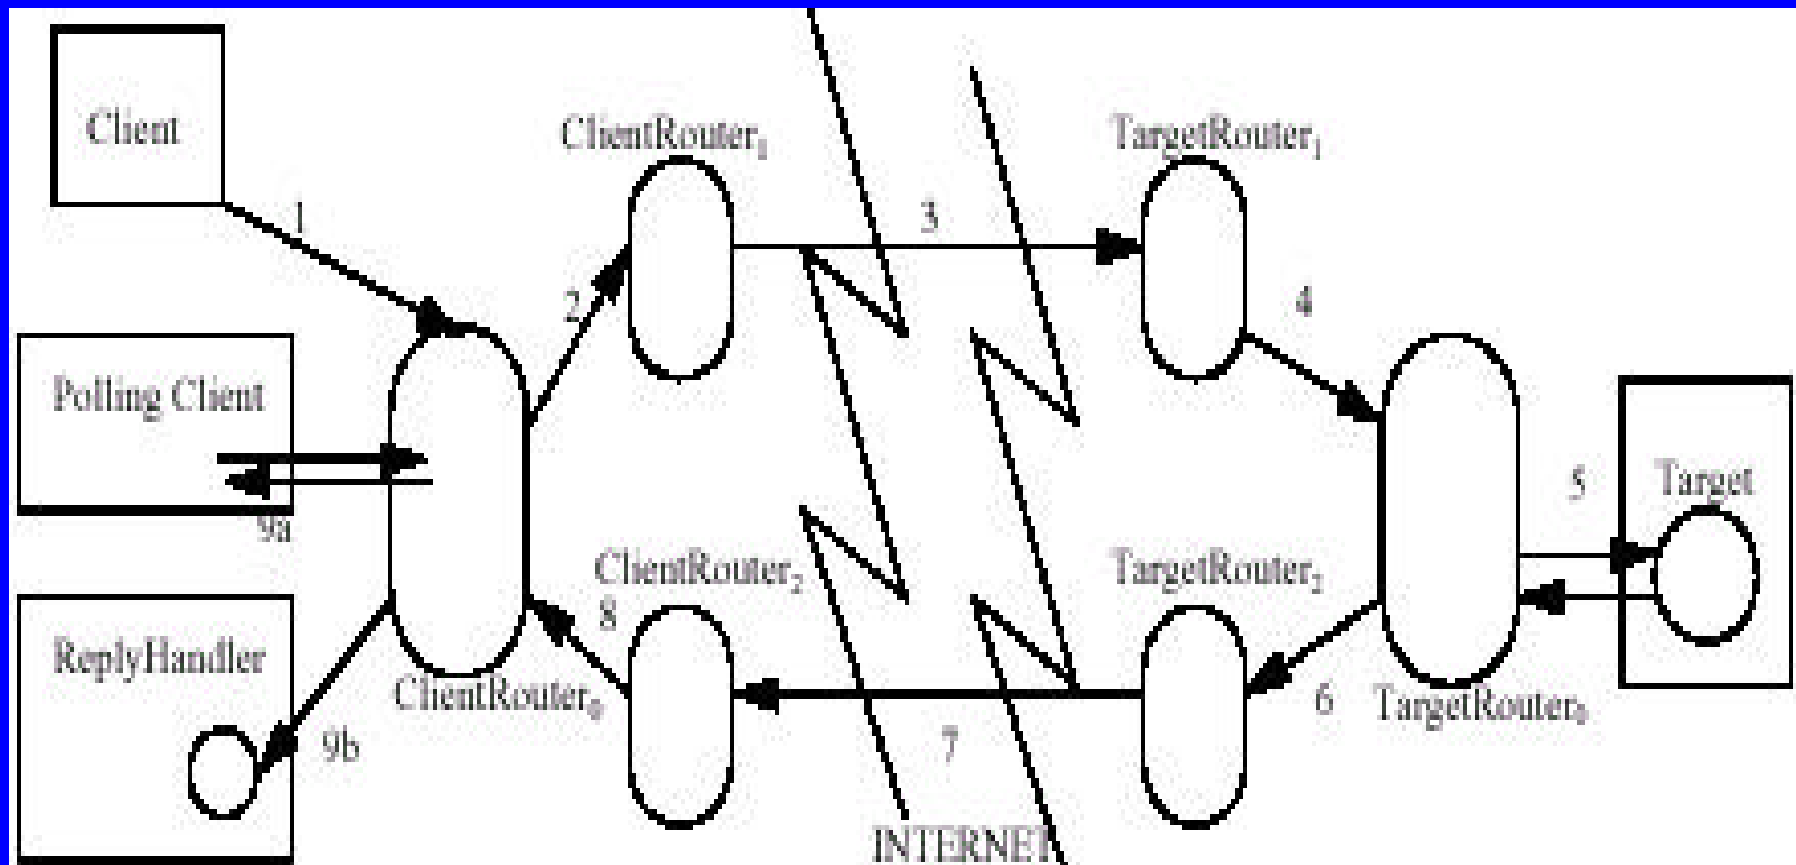 Client
1
ClientRouter₁
2
3
TargetRouter₁
4
Polling Client
9a
5
Target
ClientRouter₂
8
TargetRouter₂
ReplyHandler
9b
ClientRouter₀
7
6
TargetRouter₀
INTERNET